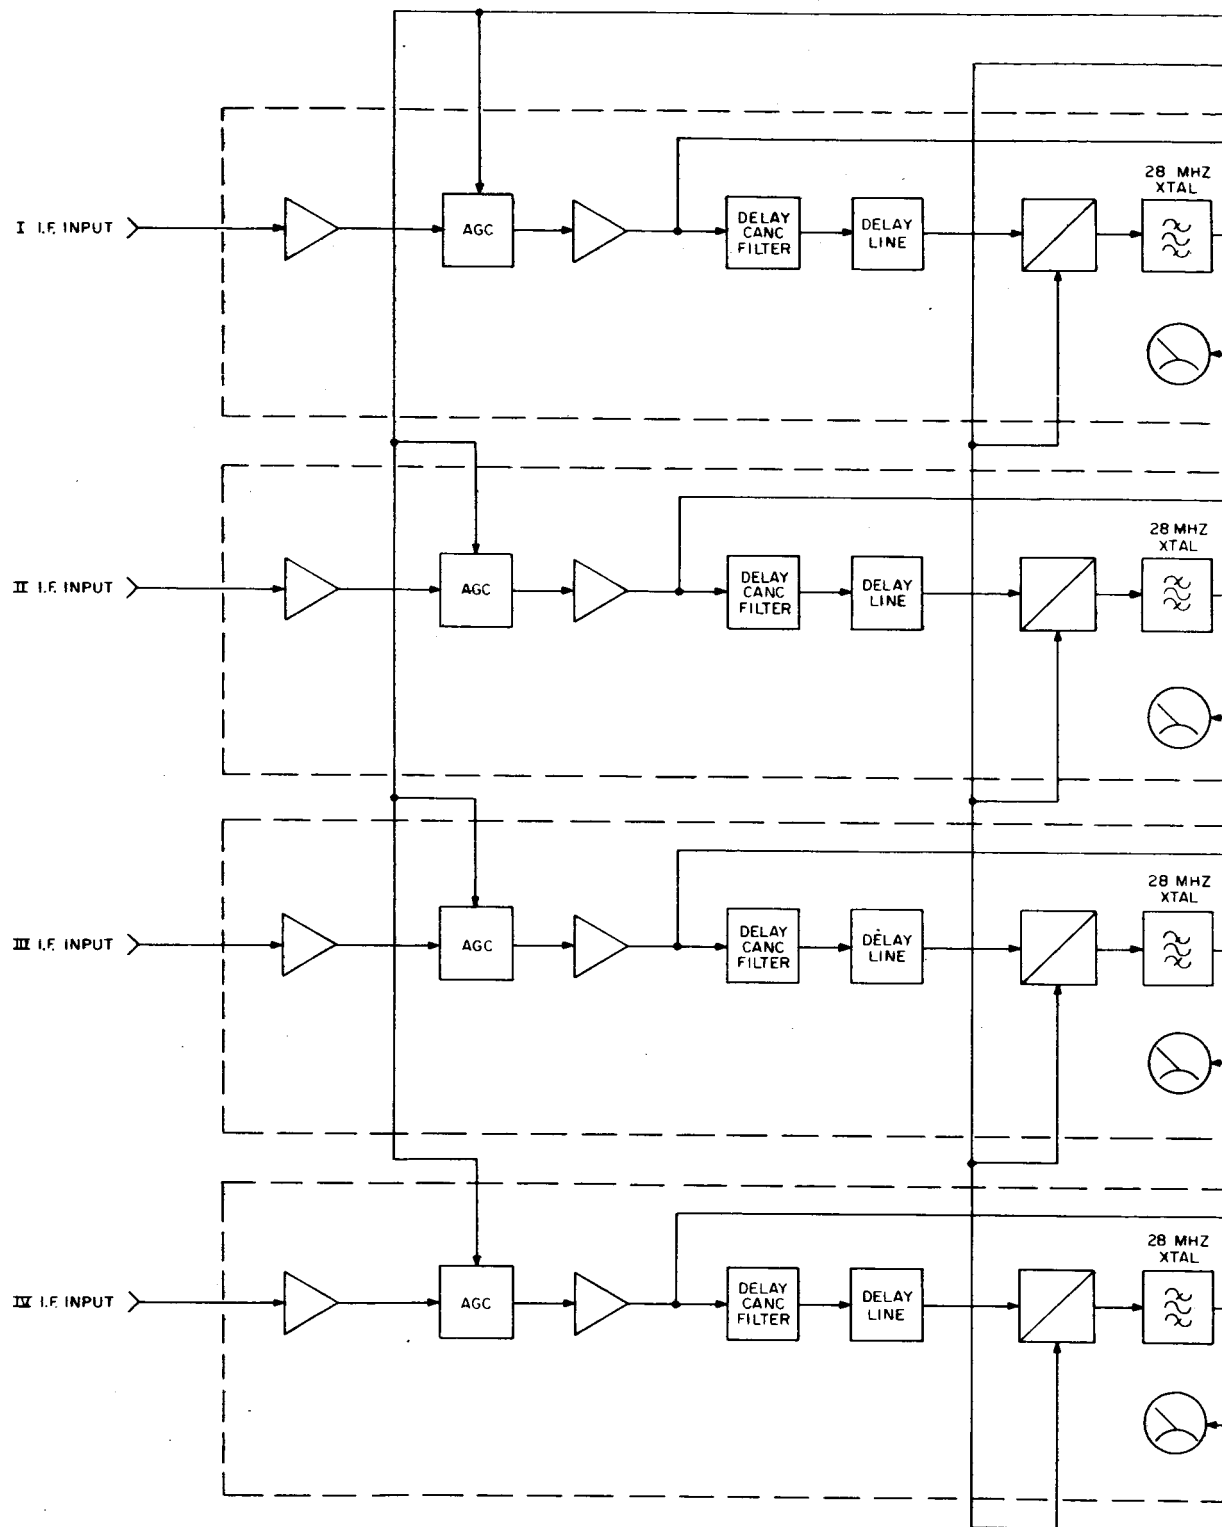 28 MHZ
XTAL
I I.F. INPUT
AGC
DELAY
CANC
FILTER
DELAY
LINE
28 MHZ
XTAL
II I.F. INPUT
AGC
DELAY
CANC
FILTER
DELAY
LINE
28 MHZ
XTAL
III I.F. INPUT
AGC
DELAY
CANC
FILTER
DELAY
LINE
28 MHZ
XTAL
IV I.F. INPUT
AGC
DELAY
CANC
FILTER
DELAY
LINE